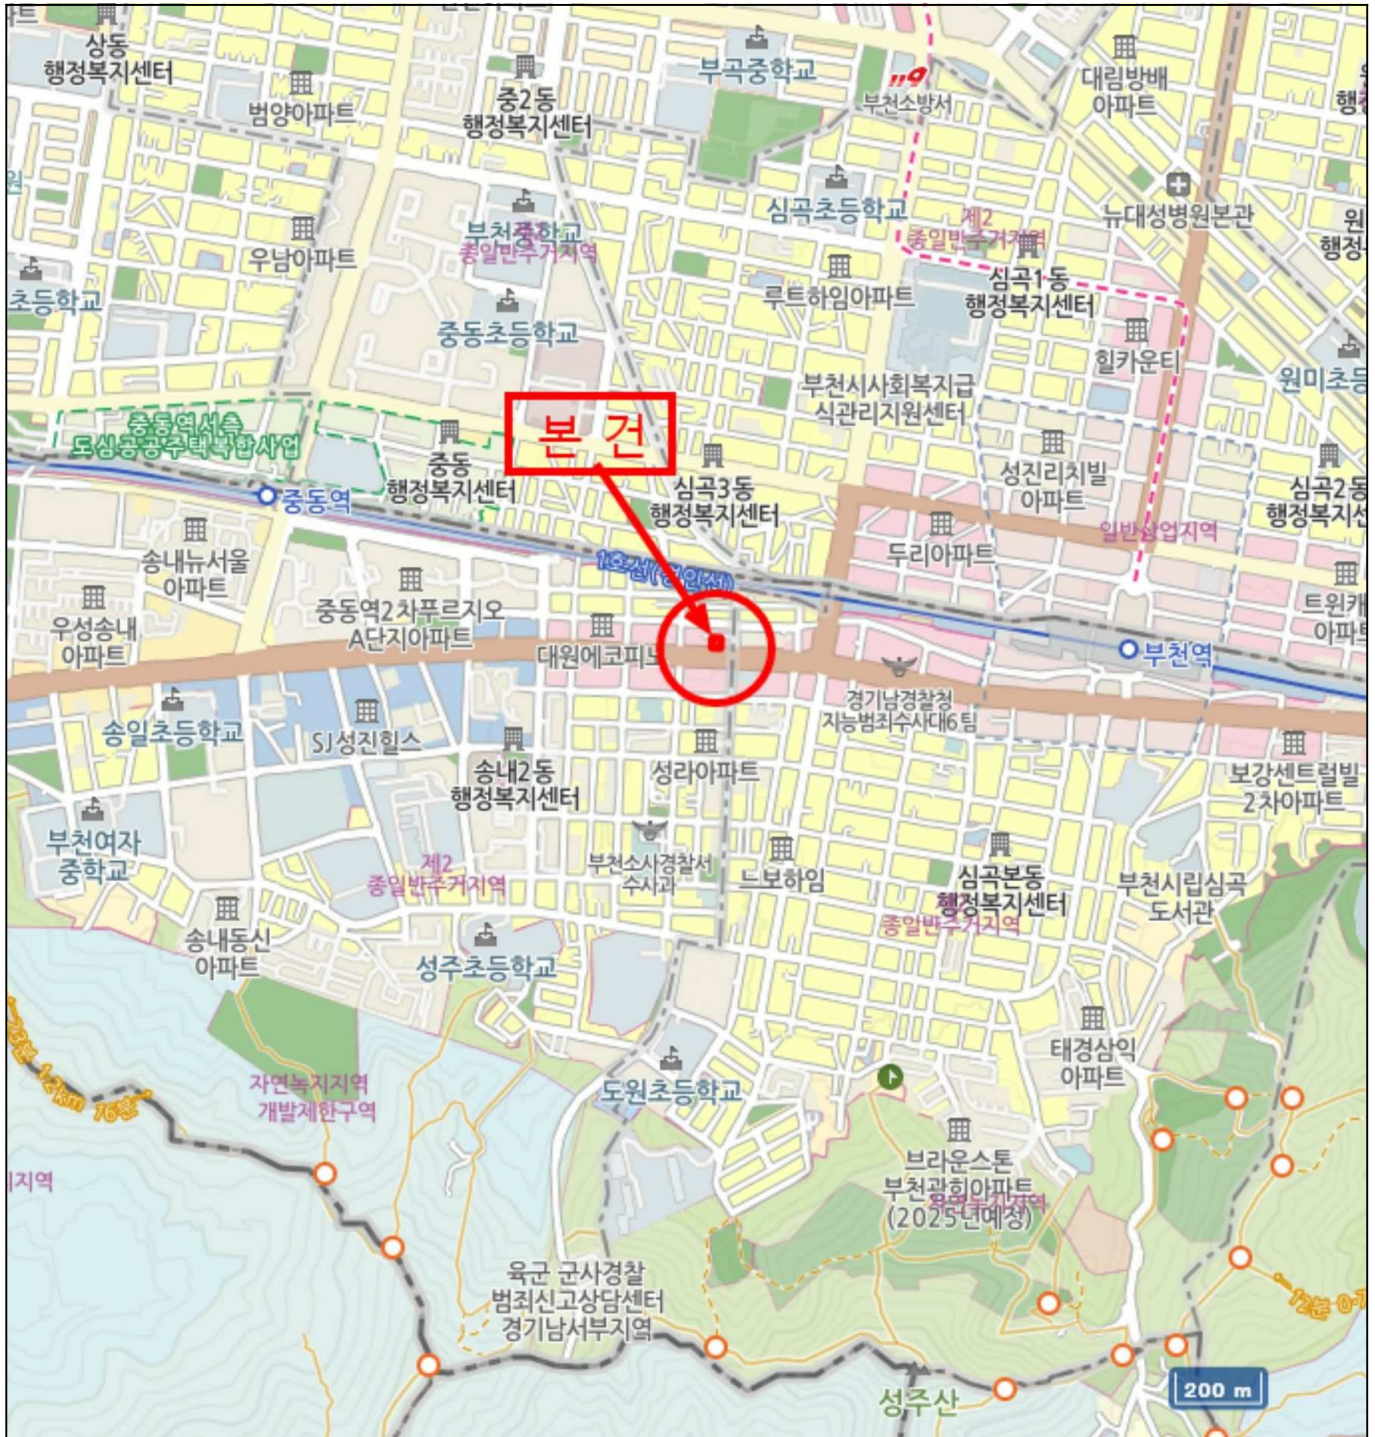 상동
행정복지센터
범양아파트
중2동
행정복지센터
부곡중학교
119
부천소방서
대림방배
아파트
우남아파트
부천중학교
종일반주거지역
심곡초등학교
제2
종일반주거지역
뉴대성병원본관
초등학교
중동초등학교
루트하임아파트
심곡1동
행정복지센터
힐카운티
원미초등
부천시사회복지급
식관리지원센터
중동역서측
도심공공주택복합사업
본 건
중동
행정복지센터
심곡3동
행정복지센터
성진리치빌
아파트
심곡2동
중동역
송내뉴서울
아파트
1호선(경인선)
두리아파트
일반상업지역
우성송내
아파트
중동역2차푸르지오
A단지아파트
대원에코피노
부천역
경기남경찰청
지능범죄수사대6팀
송일초등학교
SJ성진힐스
송내2동
행정복지센터
성라아파트
보강센트럴빌
2차아파트
부천여자
중학교
제2
종일반주거지역
부천소사경찰서
수사과
느보하임
심곡본동
행정복지센터
종일반주거지역
부천시립심곡
도서관
송내동신
아파트
성주초등학교
1.2km 16분
자연녹지지역
개발제한구역
도원초등학교
태경삼익
아파트
지역
브라운스톤
부천광희아파트
자연녹지지역
(2025년예정)
육군 군사경찰
범죄신고상담센터
경기남서부지역
12분
성주산
200 m